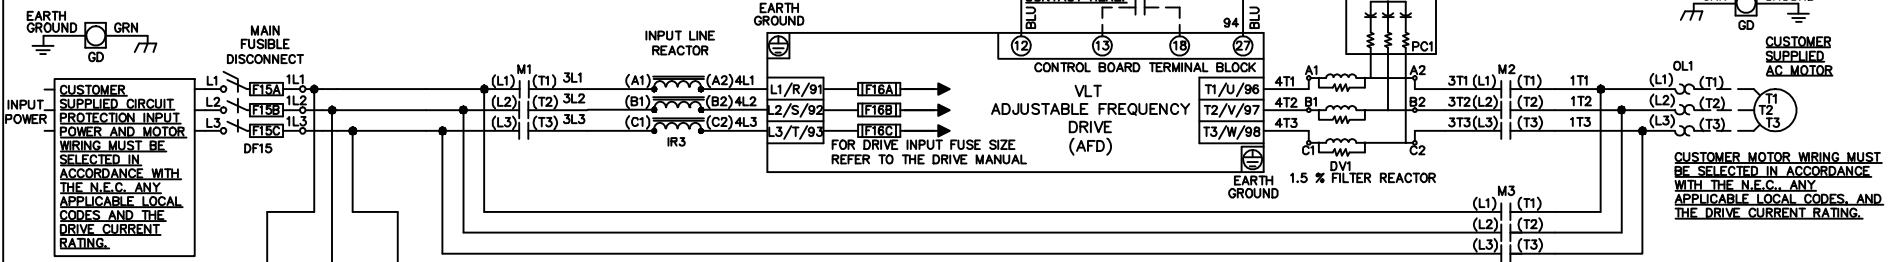 EARTH
GROUND
GRN
GD
MAIN
FUSIBLE
DISCONNECT
INPUT
POWER
CUSTOMER
SUPPLIED CIRCUIT
PROTECTION INPUT
POWER AND MOTOR
WIRING MUST BE
SELECTED IN
ACCORDANCE WITH
THE N.E.C. ANY
APPLICABLE LOCAL
CODES AND THE
DRIVE CURRENT
RATING.
L1 F15A 1L1
L2 F15B 1L2
L3 F15C 1L3
DF15
M1
(L1) (T1) 3L1
(L2) (T2) 3L2
(L3) (T3) 3L3
INPUT LINE
REACTOR
(A1) (A2) 4L1
(B1) (B2) 4L2
(C1) (C2) 4L3
IR3
EARTH
GROUND
BLU
94
BLU
12 13 18 27
CONTROL BOARD TERMINAL BLOCK
L1/R/91
L2/S/92
L3/T/93
F16A
F16B
F16C
FOR DRIVE INPUT FUSE SIZE
REFER TO THE DRIVE MANUAL
VLT
ADJUSTABLE FREQUENCY
DRIVE
(AFD)
T1/U/96
T2/V/97
T3/W/98
EARTH
GROUND
PC1
4T1 A1 A2
4T2 B1 B2
4T3 C1 C2
DV1
1.5 % FILTER REACTOR
M2
3T1 (L1) (T1) 1T1
3T2 (L2) (T2) 1T2
3T3 (L3) (T3) 1T3
M3
(L1) (T1)
(L2) (T2)
(L3) (T3)
OL1
(L1) (T1)
(L2) (T2)
(L3) (T3)
T1
T2
T3
GD
CUSTOMER
SUPPLIED
AC MOTOR
CUSTOMER MOTOR WIRING MUST
BE SELECTED IN ACCORDANCE
WITH THE N.E.C., ANY
APPLICABLE LOCAL CODES, AND
THE DRIVE CURRENT RATING.